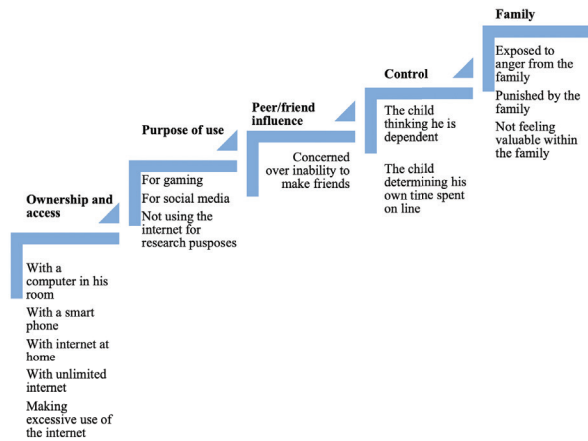 Ownership and
access
With a
computer in his
room
With a smart
phone
With internet at
home
With unlimited
internet
Making
excessive use of
the internet
Purpose of use
For gaming
For social media
Not using the
internet for
research pusposes
Peer/friend
influence
Concerned
over inability to
make friends
Control
The child
thinking he is
dependent
The child
determining his
own time spent
on line
Family
Exposed to
anger from the
family
Punished by the
family
Not feeling
valuable within
the family